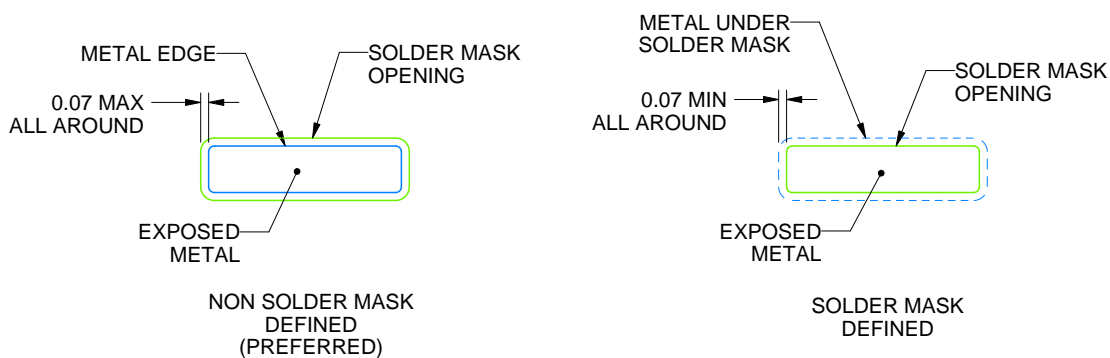 METAL EDGE
SOLDER MASK
OPENING
0.07 MAX
ALL AROUND
EXPOSED
METAL
NON SOLDER MASK
DEFINED
(PREFERRED)
METAL UNDER
SOLDER MASK
SOLDER MASK
OPENING
0.07 MIN
ALL AROUND
EXPOSED
METAL
SOLDER MASK
DEFINED